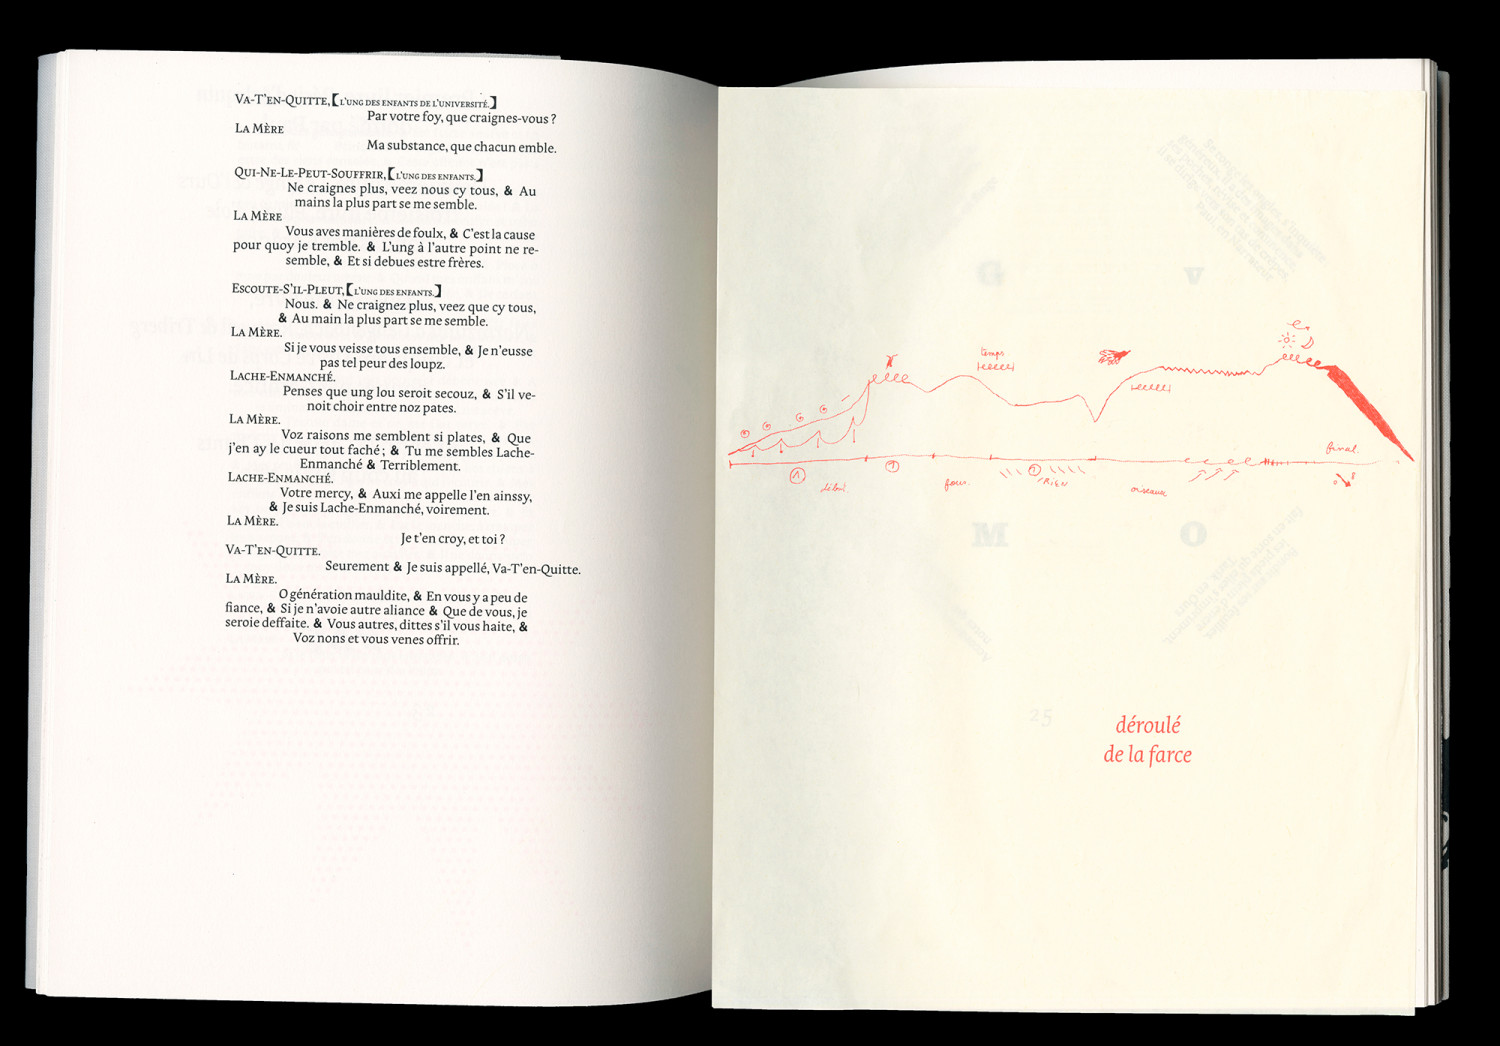 Va-T'en-Quitte, [L'ung des enfants de l'université.]
Par votre foy, que craignes-vous ?
La Mère
Ma substance, que chacun emble.
Qui-Ne-Le-Peut-Souffrir, [L'ung des enfants.]
Ne craignes plus, veez nous cy tous, & Au
mains la plus part se me semble.
La Mère
Vous aves manières de foulx, & C'est la cause
pour quoy je tremble. & L'ung à l'autre point ne re-
semble, & Et si debues estre frères.
Escoute-S'il-Pleut, [L'ung des enfants.]
Nous. & Ne craignez plus, veez que cy tous,
& Au main la plus part se me semble.
La Mère.
Si je vous veisse tous ensemble, & Je n'eusse
pas tel peur des loupz.
Lache-Enmanché.
Penses que ung lou seroit secouz, & S'il ve-
noit choir entre noz pates.
La Mère.
Voz raisons me semblent si plates, & Que
j'en ay le cueur tout faché ; & Tu me sembles Lache-
Enmanché & Terriblement.
Lache-Enmanché.
Votre mercy, & Auxi me appelle l'en ainssy,
& Je suis Lache-Enmanché, voirement.
La Mère.
Je t'en croy, et toi ?
Va-T'en-Quitte.
Seurement & Je suis appellé, Va-T'en-Quitte.
La Mère.
O génération mauldite, & En vous y a peu de
fiance, & Si je n'avoie autre aliance & Que de vous, je
seroie deffaite. & Vous autres, dittes s'il vous haite, &
Voz nons et vous venes offrir.
temps
final.
1
1
1
début.
fous.
RIEN
oiseaux
déroulé
de la farce